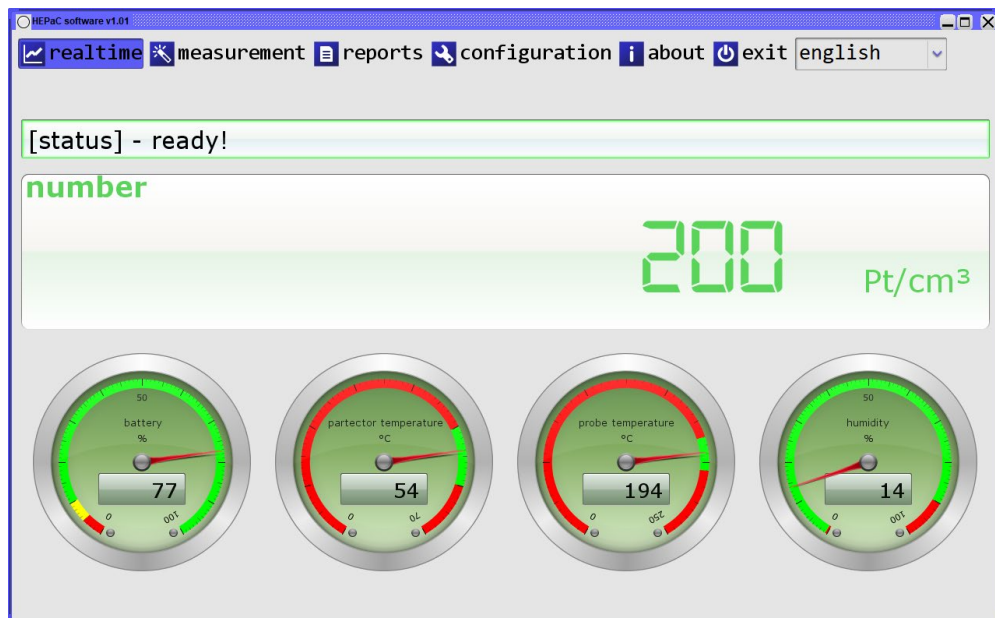 HEPaC software v1.01
realtime measurement reports configuration i about exit english
[status] - ready!
number
200 Pt/cm³
50
battery
%
77
0 100
partector temperature
°C
54
0 70
probe temperature
°C
194
0 250
50
humidity
%
14
0 100